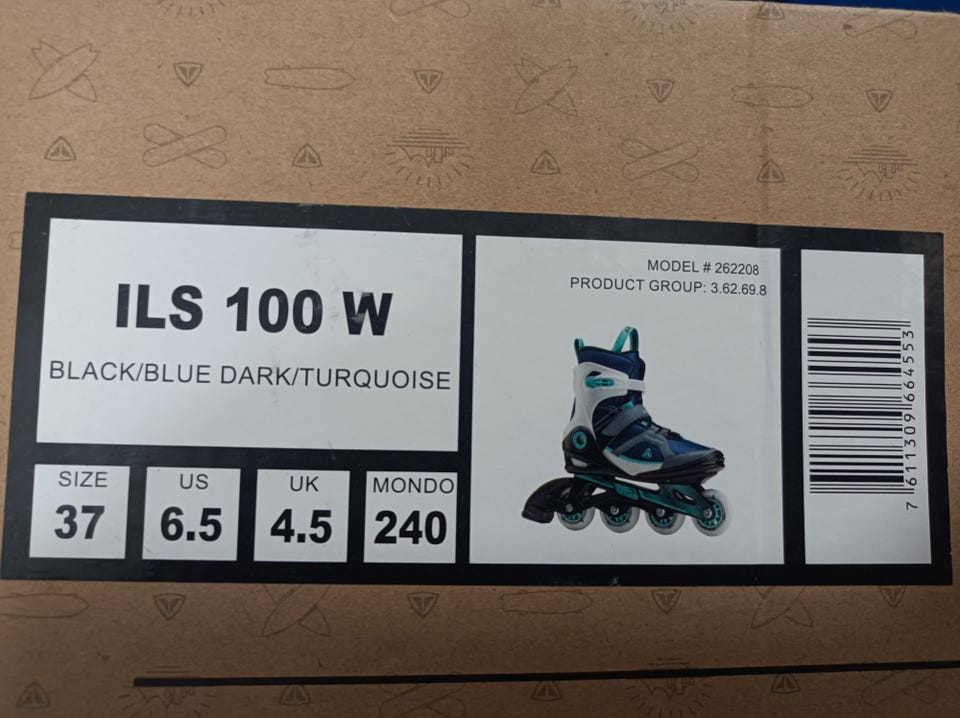 ILS 100 W
BLACK/BLUE DARK/TURQUOISE
SIZE
37
US
6.5
UK
4.5
MONDO
240
MODEL # 262208
PRODUCT GROUP: 3.62.69.8
7 611309 664553